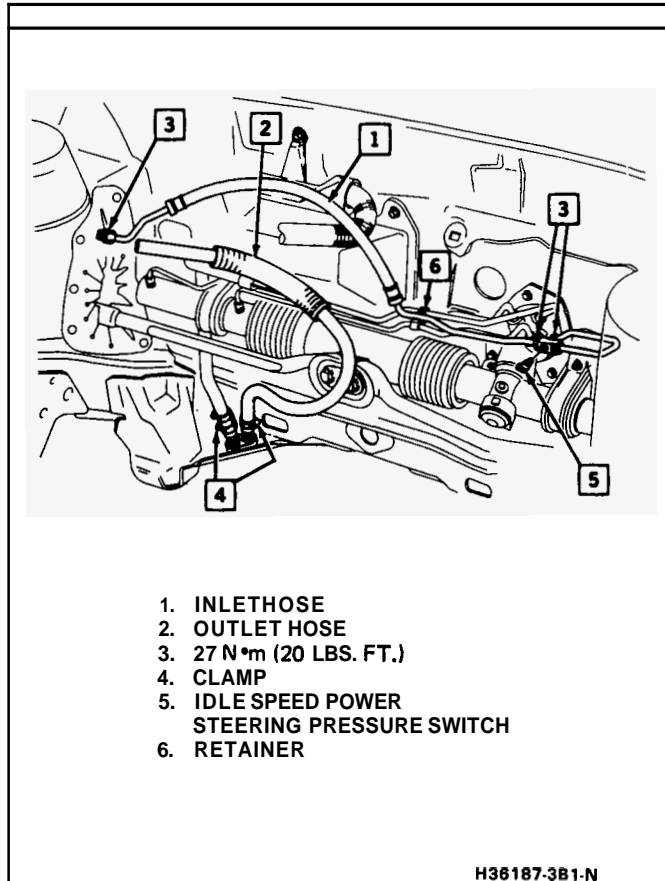 3
2
1
3
6
4
5
1. INLETHOSE
2. OUTLET HOSE
3. 27 N•m (20 LBS. FT.)
4. CLAMP
5. IDLE SPEED POWER
STEERING PRESSURE SWITCH
6. RETAINER
H36187-3B1-N